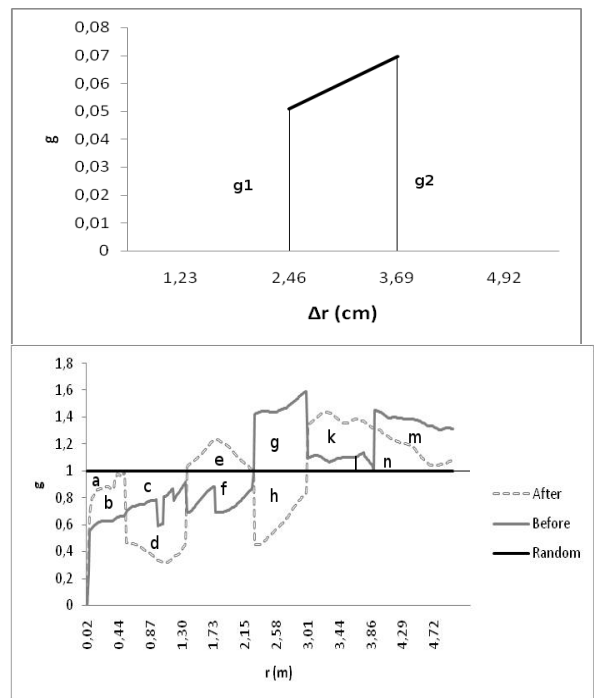 0,08
0,07
0,06
0,05
0,04
0,03
0,02
0,01
0
g
g1
g2
1,23 2,46 3,69 4,92
Δr (cm)
1,8
1,6
1,4
1,2
1
0,8
0,6
0,4
0,2
0
g
a
b
c
d
e
f
g
h
k
l
n
m
After
Before
Random
0,02 0,44 0,87 1,30 1,73 2,15 2,58 3,01 3,44 3,86 4,29 4,72
r (m)